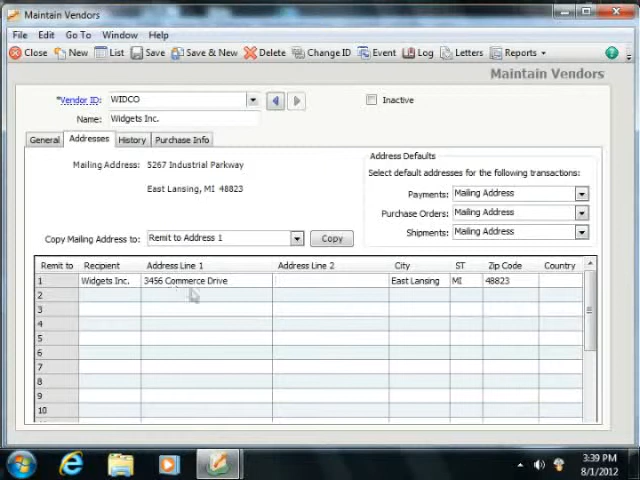 Maintain Vendors
File Edit Go To Window Help
Close New List Save Save & New Delete Change ID Event Log Letters Reports
Maintain Vendors
*Vendor ID: WIDCO Inactive
Name: Widgets Inc.
General Addresses History Purchase Info
Address Defaults
Mailing Address: 5267 Industrial Parkway
Select default addresses for the following transactions:
East Lansing, MI 48823
Payments: Mailing Address
Purchase Orders: Mailing Address
Shipments: Mailing Address
Copy Mailing Address to: Remit to Address 1 Copy
Remit to Recipient Address Line 1 Address Line 2 City ST Zip Code Country
1 Widgets Inc. 3456 Commerce Drive East Lansing MI 48823
2
3
4
5
6
7
8
9
10
3:39 PM
8/1/2012